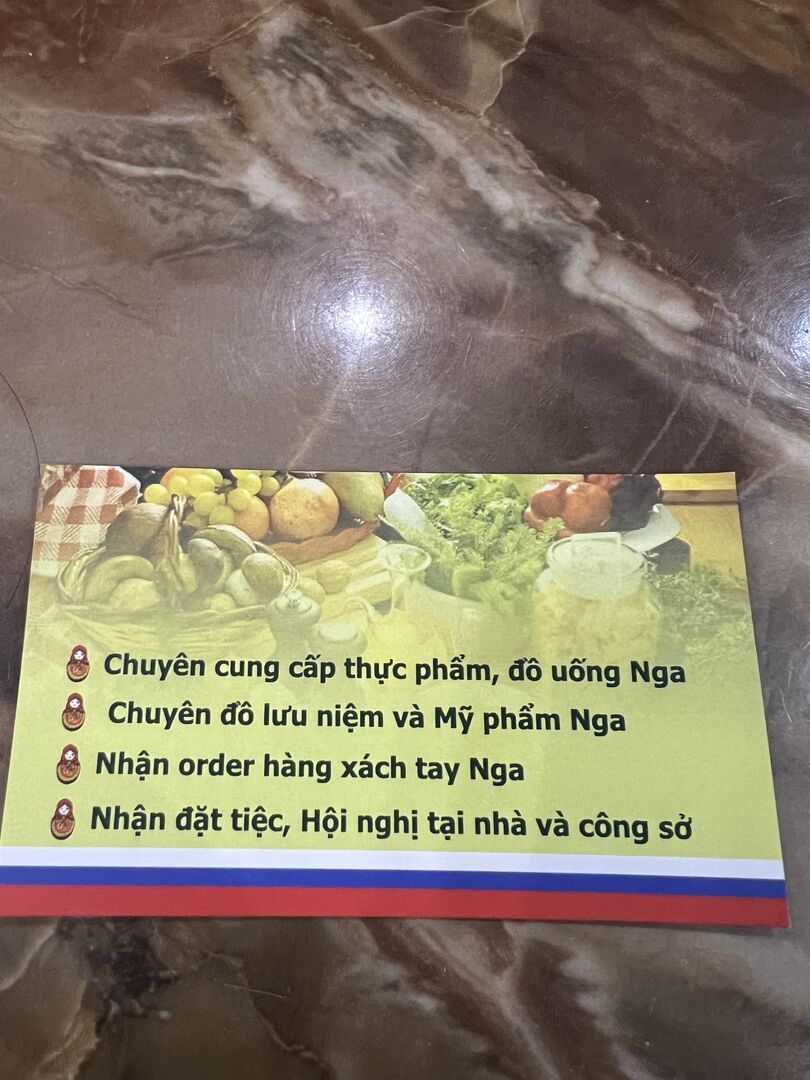 Chuyên cung cấp thực phẩm, đồ uống Nga
Chuyên đồ lưu niệm và Mỹ phẩm Nga
Nhận order hàng xách tay Nga
Nhận đặt tiệc, Hội nghị tại nhà và công sở